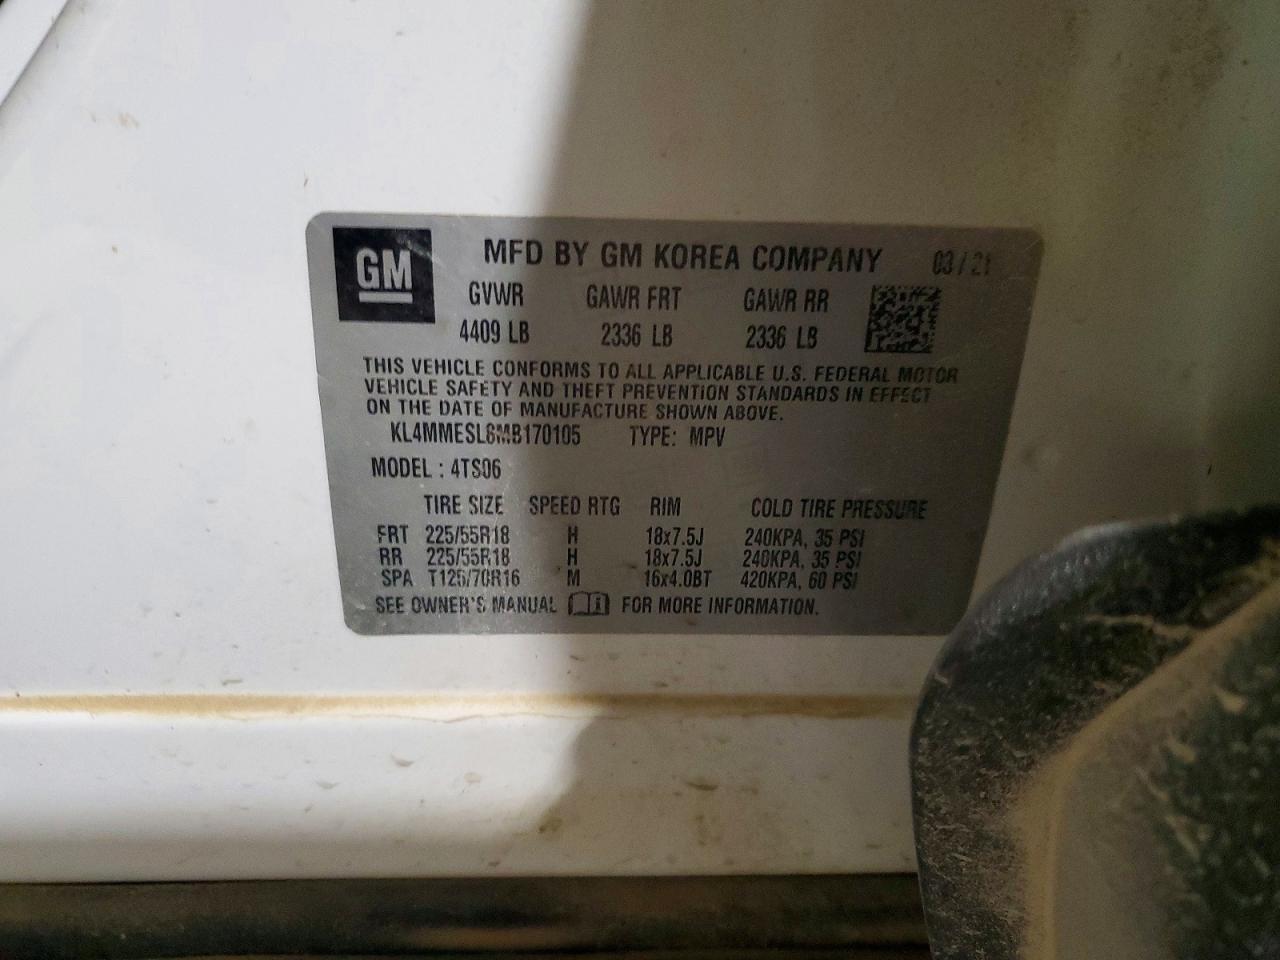 GM
MFD BY GM KOREA COMPANY 03/21
GVWR GAWR FRT GAWR RR
4409 LB 2336 LB 2336 LB
THIS VEHICLE CONFORMS TO ALL APPLICABLE U.S. FEDERAL MOTOR
VEHICLE SAFETY AND THEFT PREVENTION STANDARDS IN EFFECT
ON THE DATE OF MANUFACTURE SHOWN ABOVE.
KL4MMESL8MB170105 TYPE: MPV
MODEL : 4TS06
TIRE SIZE SPEED RTG RIM COLD TIRE PRESSURE
FRT 225/55R18 H 18x7.5J 240KPA, 35 PSI
RR 225/55R18 H 18x7.5J 240KPA, 35 PSI
SPA T125/70R16 M 16x4.0BT 420KPA, 60 PSI
SEE OWNER'S MANUAL i FOR MORE INFORMATION.